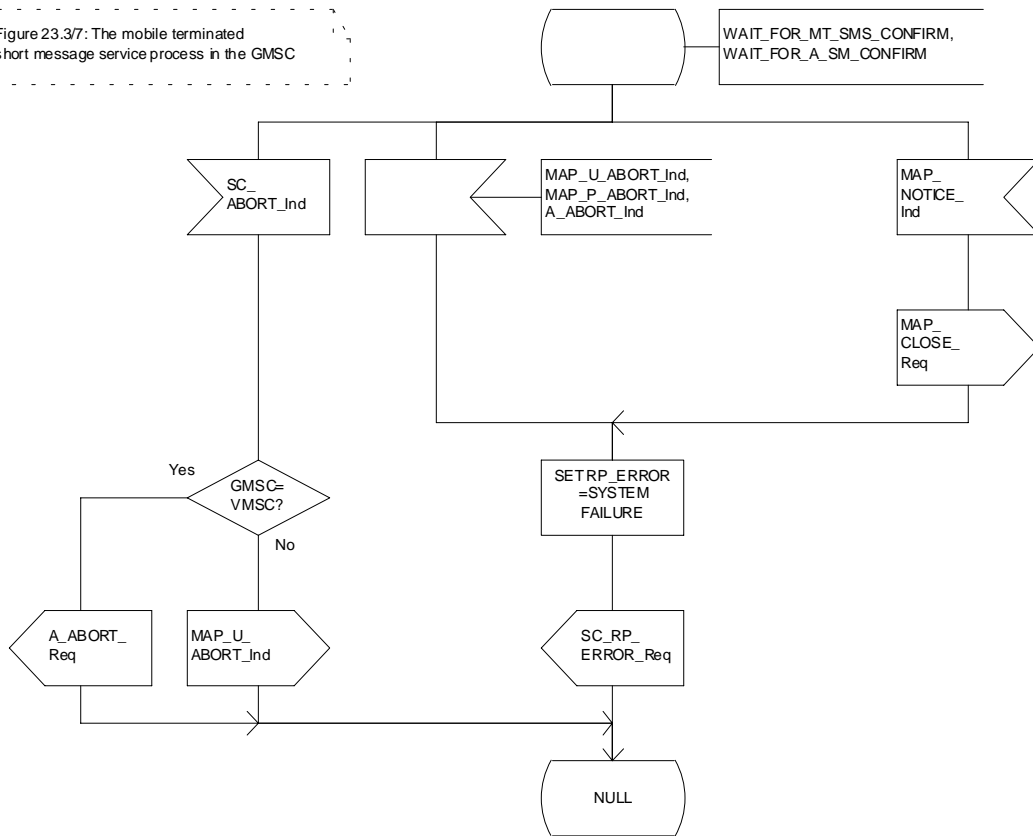 Figure 23.3/7: The mobile terminated
short message service process in the GMSC
WAIT_FOR_MT_SMS_CONFIRM,
WAIT_FOR_A_SM_CONFIRM
SC_
ABORT_Ind
MAP_U_ABORT_Ind,
MAP_P_ABORT_Ind,
A_ABORT_Ind
MAP_
NOTICE_
Ind
MAP_
CLOSE_
Req
Yes
GMSC=
VMSC?
No
SET RP_ERROR
=SYSTEM
FAILURE
A_ABORT_
Req
MAP_U_
ABORT_Ind
SC_RP_
ERROR_Req
NULL